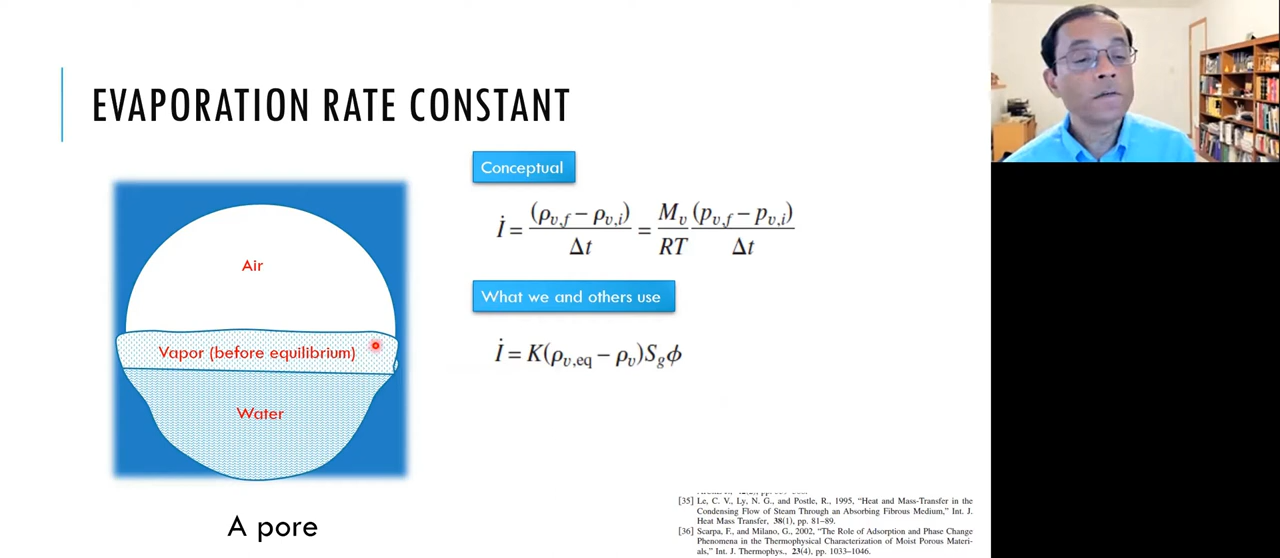 EVAPORATION RATE CONSTANT
Conceptual
İ = (ρv,f − ρv,i) / Δt = Mv / RT (pv,f − pv,i) / Δt
What we and others use
İ = K(ρv,eq − ρv)Sgϕ
Air
Vapor (before equilibrium)
Water
A pore
[35] Le, C. V., Ly, N. G., and Postle, R., 1995, “Heat and Mass-Transfer in the
Condensing Flow of Steam Through an Absorbing Fibrous Medium,” Int. J.
Heat Mass Transfer, 38(1), pp. 81–89.
[36] Scarpa, F., and Milano, G., 2002, “The Role of Adsorption and Phase Change
Phenomena in the Thermophysical Characterization of Moist Porous Materi-
als,” Int. J. Thermophys., 23(4), pp. 1033–1046.